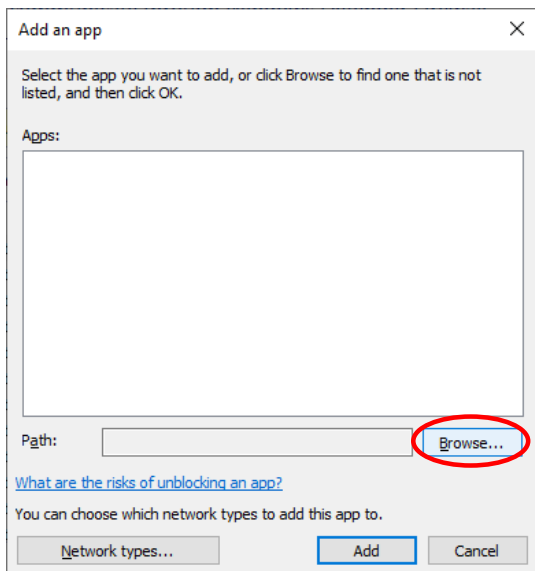 Add an app
Select the app you want to add, or click Browse to find one that is not
listed, and then click OK.
Apps:
Path:
Browse...
What are the risks of unblocking an app?
You can choose which network types to add this app to.
Network types...
Add
Cancel